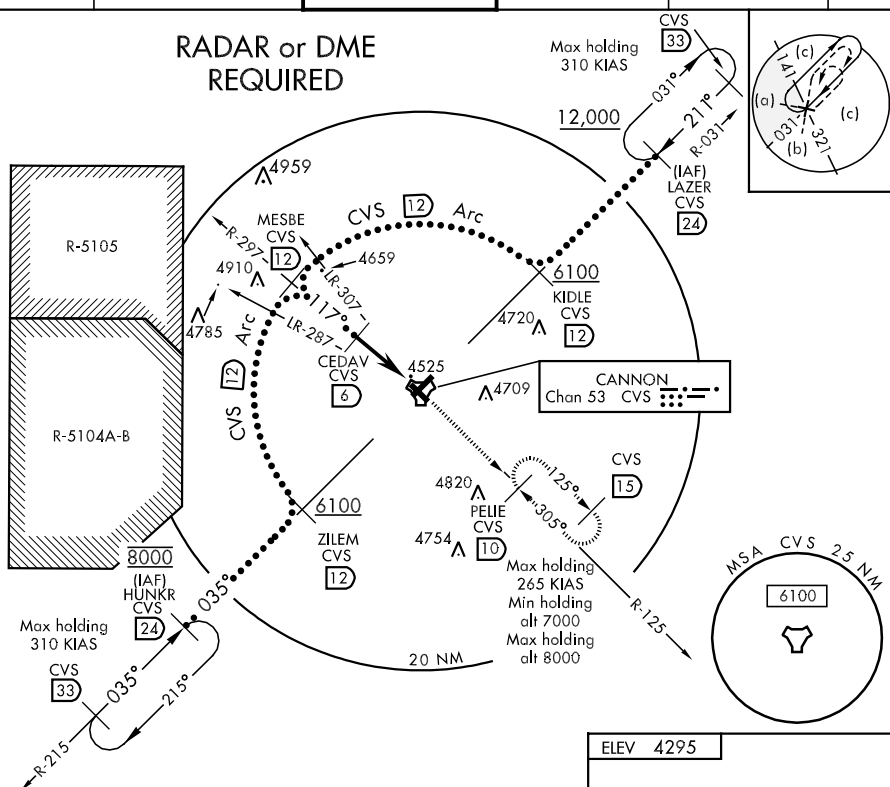 RADAR or DME
REQUIRED
Max holding
310 KIAS
CVS
33
031°
211°
R-031
12,000
(IAF)
LAZER
CVS
24
(c)
141
(a)
(c)
031
(b)
321
4959
R-5105
MESBE
CVS
12
CVS 12 Arc
R-297
4910
4659
LR-307
4785
117°
LR-287
6100
KIDLE
CVS
12
4720
CVS 12 Arc
CEDAV
CVS
6
4525
4709
CANNON
Chan 53 CVS
R-5104A-B
6100
ZILEM
CVS
12
4820
PELIE
CVS
10
125°
305°
CVS
15
4754
Max holding
265 KIAS
Min holding
alt 7000
Max holding
alt 8000
R-125
8000
(IAF)
HUNKR
CVS
24
035°
Max holding
310 KIAS
CVS
33
035°
215°
R-215
20 NM
MSA CVS 25 NM
6100
ELEV 4295